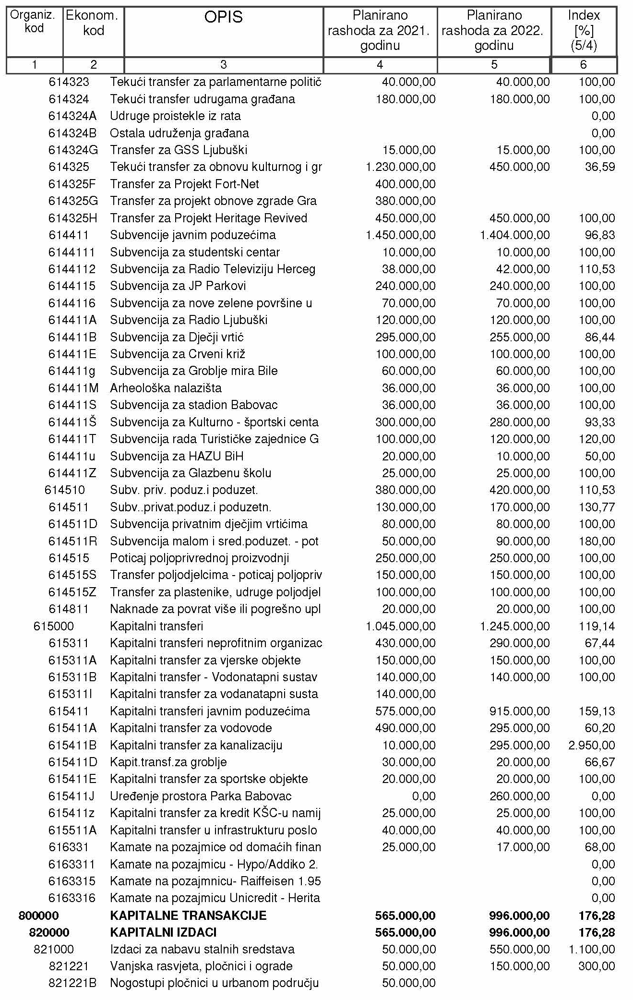 Organiz. kod Ekonom. kod OPIS Planirano rashoda za 2021. godinu Planirano rashoda za 2022. godinu Index [%] (5/4)
1 2 3 4 5 6
614323 Tekući transfer za parlamentarne politič 40.000,00 40.000,00 100,00
614324 Tekući transfer udrugama građana 180.000,00 180.000,00 100,00
614324A Udruge proistekle iz rata 0,00
614324B Ostala udruženja građana 0,00
614324G Transfer za GSS Ljubuški 15.000,00 15.000,00 100,00
614325 Tekući transfer za obnovu kulturnog i gr 1.230.000,00 450.000,00 36,59
614325F Transfer za Projekt Fort-Net 400.000,00
614325G Transfer za projekt obnove zgrade Gra 380.000,00
614325H Transfer za Projekt Heritage Revived 450.000,00 450.000,00 100,00
614411 Subvencije javnim poduzećima 1.450.000,00 1.404.000,00 96,83
6144111 Subvencija za studentski centar 10.000,00 10.000,00 100,00
6144112 Subvencija za Radio Televiziju Herceg 38.000,00 42.000,00 110,53
6144115 Subvencija za JP Parkovi 240.000,00 240.000,00 100,00
6144116 Subvencija za nove zelene površine u 70.000,00 70.000,00 100,00
614411A Subvencija za Radio Ljubuški 120.000,00 120.000,00 100,00
614411B Subvencija za Dječji vrtić 295.000,00 255.000,00 86,44
614411E Subvencija za Crveni križ 100.000,00 100.000,00 100,00
614411g Subvencija za Groblje mira Bile 60.000,00 60.000,00 100,00
614411M Arheološka nalazišta 36.000,00 36.000,00 100,00
614411S Subvencija za stadion Babovac 36.000,00 36.000,00 100,00
614411Š Subvencija za Kulturno - športski centa 300.000,00 280.000,00 93,33
614411T Subvencija rada Turističke zajednice G 100.000,00 120.000,00 120,00
614411u Subvencija za HAZU BiH 20.000,00 10.000,00 50,00
614411Z Subvencija za Glazbenu školu 25.000,00 25.000,00 100,00
614510 Subv. priv. poduz.i poduzet. 380.000,00 420.000,00 110,53
614511 Subv..privat.poduz.i poduzetn. 130.000,00 170.000,00 130,77
614511D Subvencija privatnim dječjim vrtićima 80.000,00 80.000,00 100,00
614511R Subvencija malom i sred.poduzet. - pot 50.000,00 90.000,00 180,00
614515 Poticaj poljoprivrednoj proizvodnji 250.000,00 250.000,00 100,00
614515S Transfer poljodjelcima - poticaj poljopriv 150.000,00 150.000,00 100,00
614515Z Transfer za plastenike, udruge poljodjel 100.000,00 100.000,00 100,00
614811 Naknade za povrat više ili pogrešno upl 20.000,00 20.000,00 100,00
615000 Kapitalni transferi 1.045.000,00 1.245.000,00 119,14
615311 Kapitalni transferi neprofitnim organizac 430.000,00 290.000,00 67,44
615311A Kapitalni transfer za vjerske objekte 150.000,00 150.000,00 100,00
615311B Kapitalni transfer - Vodonatapni sustav 140.000,00 140.000,00 100,00
615311I Kapitalni transfer za vodanatapni susta 140.000,00
615411 Kapitalni transferi javnim poduzećima 575.000,00 915.000,00 159,13
615411A Kapitalni transfer za vodovode 490.000,00 295.000,00 60,20
615411B Kapitalni transfer za kanalizaciju 10.000,00 295.000,00 2.950,00
615411D Kapit.transf.za groblje 30.000,00 20.000,00 66,67
615411E Kapitalni transfer za sportske objekte 20.000,00 20.000,00 100,00
615411J Uređenje prostora Parka Babovac 0,00 260.000,00 0,00
615411z Kapitalni transfer za kredit KŠC-u namij 25.000,00 25.000,00 100,00
615511A Kapitalni transfer u infrastrukturu poslo 40.000,00 40.000,00 100,00
616331 Kamate na pozajmice od domaćih finan 25.000,00 17.000,00 68,00
6163311 Kamate na pozajmicu - Hypo/Addiko 2. 0,00
6163315 Kamate na pozajmnicu- Raiffeisen 1.95 0,00
6163316 Kamate na pozajmicu Unicredit - Herita 0,00
800000 KAPITALNE TRANSAKCIJE 565.000,00 996.000,00 176,28
820000 KAPITALNI IZDACI 565.000,00 996.000,00 176,28
821000 Izdaci za nabavu stalnih sredstava 50.000,00 550.000,00 1.100,00
821221 Vanjska rasvjeta, pločnici i ograde 50.000,00 150.000,00 300,00
821221B Nogostupi pločnici u urbanom području 50.000,00